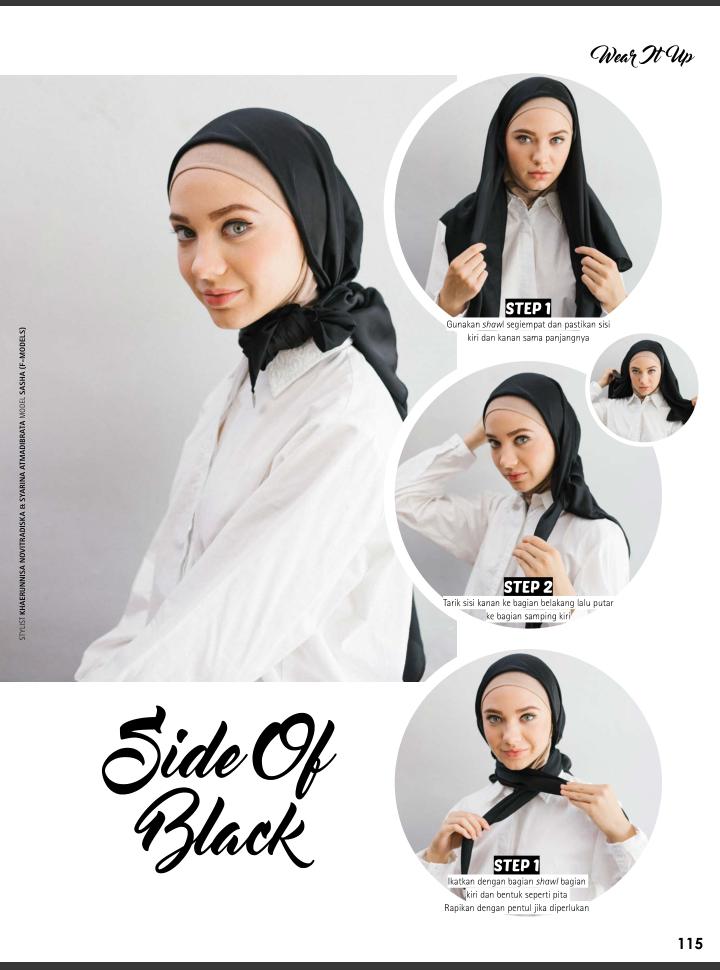 Wear It Up
STEP 1
Gunakan shawl segiempat dan pastikan sisi
kiri dan kanan sama panjangnya
STEP 2
Tarik sisi kanan ke bagian belakang lalu putar
ke bagian samping kiri
STEP 1
Ikatkan dengan bagian shawl bagian
kiri dan bentuk seperti pita
Rapikan dengan pentul jika diperlukan
Side Of
Black
STYLIST KHAERUNNISA NOVITRADISKA & SYARINA ATMADIBRATA MODEL SASHA (F-MODELS)
115